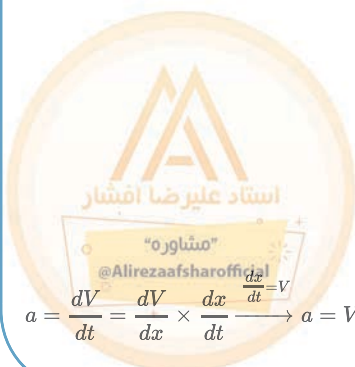 استاد علیرضا افشار
"مشاوره"
@Alirezaafsharofficial
a = dV/dt = dV/dx × dx/dt —(dx/dt=V)→ a = V